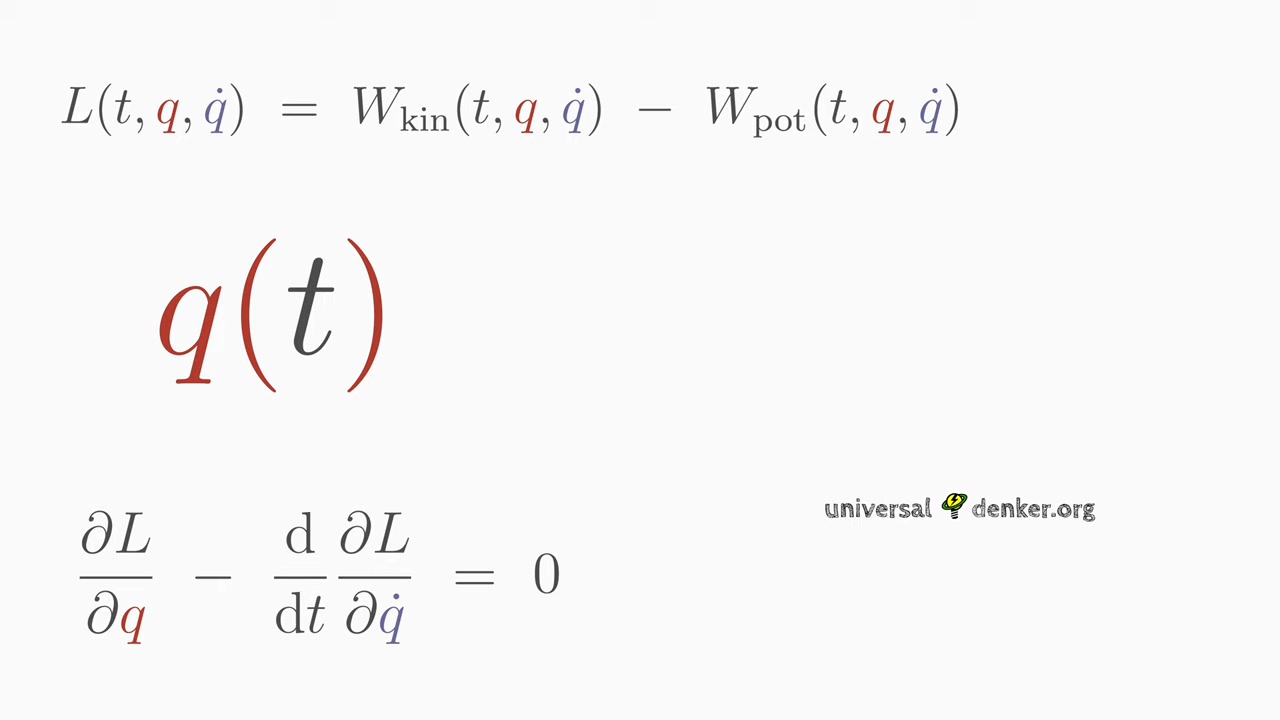 L(t, q, q̇) = W_kin(t, q, q̇) − W_pot(t, q, q̇)
q(t)
universal denker.org
∂L/∂q − d/dt ∂L/∂q̇ = 0